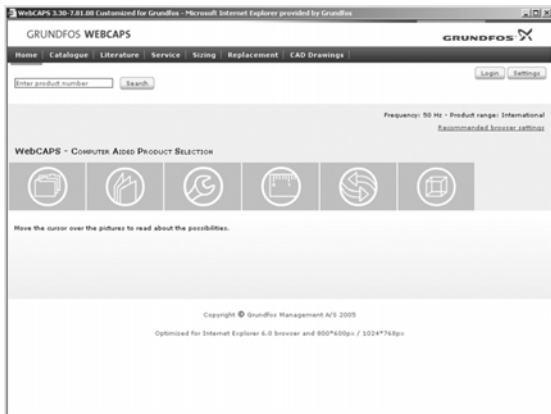 WebCAPS 3.30-7.01.00 Customized for Grundfos - Microsoft Internet Explorer provided by Grundfos
GRUNDFOS WEBCAPS
GRUNDFOS
Home Catalogue Literature Service Sizing Replacement CAD Drawings
Login Settings
Enter product number Search
Frequency: 50 Hz - Product range: International
Recommended browser settings
WebCAPS - Computer Aided Product Selection
Move the cursor over the pictures to read about the possibilities.
Copyright © Grundfos Management A/S 2005
Optimised for Internet Explorer 6.0 browser and 800*600px / 1024*768px